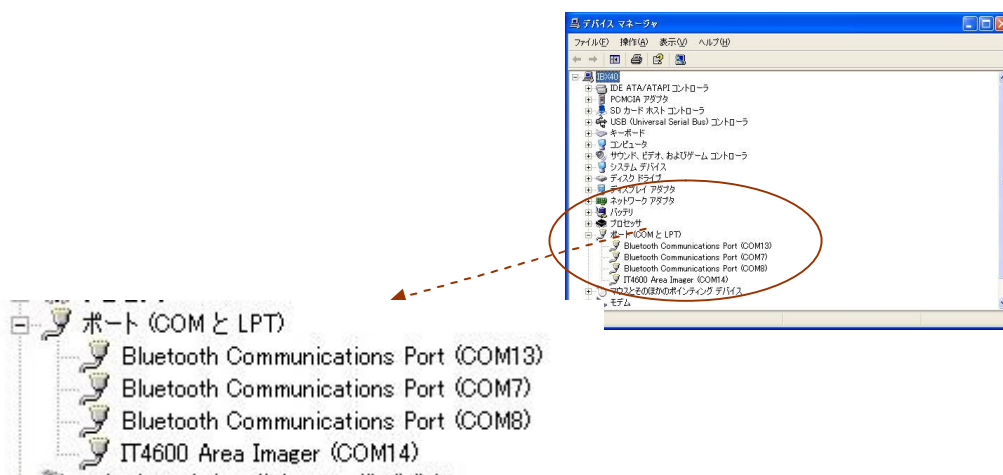 デバイス マネージャ
ファイル(F) 操作(A) 表示(V) ヘルプ(H)
IBX40
IDE ATA/ATAPI コントローラ
PCMCIA アダプタ
SD カード ホスト コントローラ
USB (Universal Serial Bus) コントローラ
キーボード
コンピュータ
サウンド、ビデオ、およびゲーム コントローラ
システム デバイス
ディスク ドライブ
ディスプレイ アダプタ
ネットワーク アダプタ
バッテリ
プロセッサ
ポート (COM と LPT)
Bluetooth Communications Port (COM13)
Bluetooth Communications Port (COM7)
Bluetooth Communications Port (COM8)
IT4600 Area Imager (COM14)
マウスとそのほかのポインティング デバイス
モデム
ポート (COM と LPT)
Bluetooth Communications Port (COM13)
Bluetooth Communications Port (COM7)
Bluetooth Communications Port (COM8)
IT4600 Area Imager (COM14)